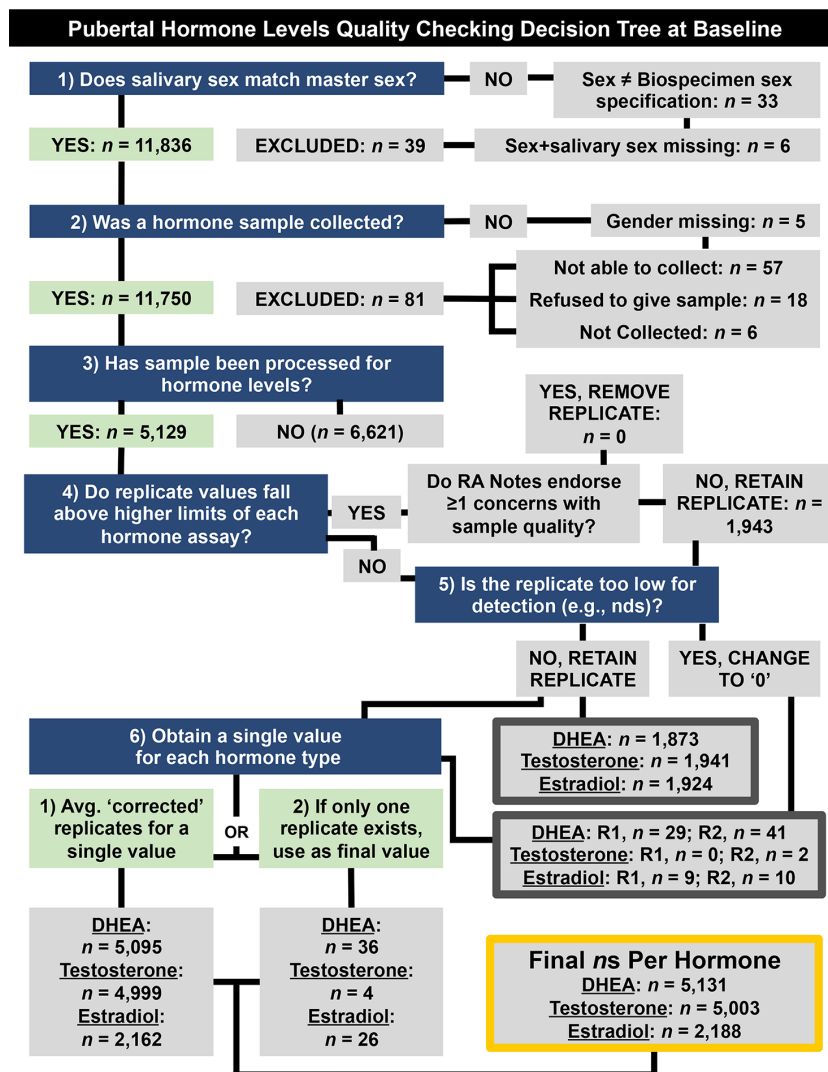 Pubertal Hormone Levels Quality Checking Decision Tree at Baseline
1) Does salivary sex match master sex?
NO
Sex ≠ Biospecimen sex
specification: n = 33
YES: n = 11,836
EXCLUDED: n = 39
Sex+salivary sex missing: n = 6
2) Was a hormone sample collected?
NO
Gender missing: n = 5
YES: n = 11,750
EXCLUDED: n = 81
Not able to collect: n = 57
Refused to give sample: n = 18
Not Collected: n = 6
3) Has sample been processed for
hormone levels?
YES: n = 5,129
NO (n = 6,621)
YES, REMOVE
REPLICATE:
n = 0
4) Do replicate values fall
above higher limits of each
hormone assay?
YES
Do RA Notes endorse
≥1 concerns with
sample quality?
NO, RETAIN
REPLICATE: n =
1,943
NO
5) Is the replicate too low for
detection (e.g., nds)?
NO, RETAIN
REPLICATE
YES, CHANGE
TO ‘0’
6) Obtain a single value
for each hormone type
DHEA: n = 1,873
Testosterone: n = 1,941
Estradiol: n = 1,924
1) Avg. ‘corrected’
replicates for a
single value
OR
2) If only one
replicate exists,
use as final value
DHEA: R1, n = 29; R2, n = 41
Testosterone: R1, n = 0; R2, n = 2
Estradiol: R1, n = 9; R2, n = 10
DHEA:
n = 5,095
Testosterone:
n = 4,999
Estradiol:
n = 2,162
DHEA:
n = 36
Testosterone:
n = 4
Estradiol:
n = 26
Final ns Per Hormone
DHEA: n = 5,131
Testosterone: n = 5,003
Estradiol: n = 2,188